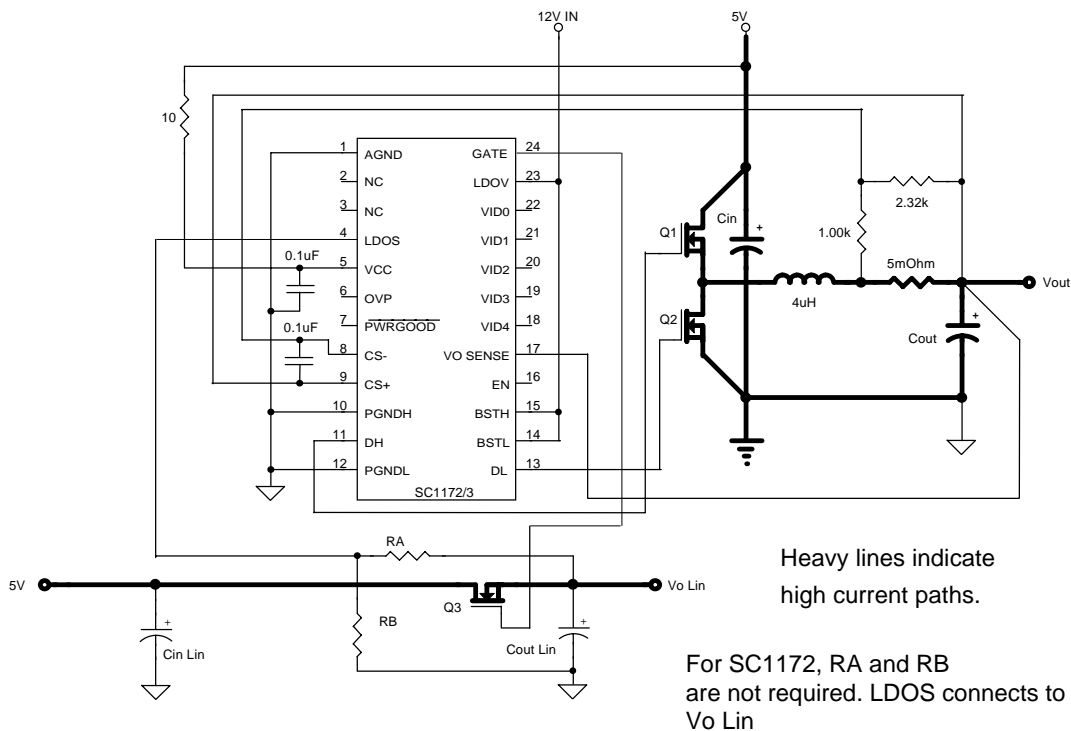 12V IN
5V
10
1 AGND
2 NC
3 NC
4 LDOS
5 VCC
6 OVP
7 PWRGOOD
8 CS-
9 CS+
10 PGNDH
11 DH
12 PGNDL
GATE 24
LDOV 23
VID0 22
VID1 21
VID2 20
VID3 19
VID4 18
VO SENSE 17
EN 16
BSTH 15
BSTL 14
DL 13
SC1172/3
0.1uF
0.1uF
Q1
Q2
Cin
+
4uH
1.00k
2.32k
5mOhm
Vout
+
Cout
RA
5V
Vo Lin
Q3
RB
+
Cin Lin
+
Cout Lin
Heavy lines indicate
high current paths.
For SC1172, RA and RB
are not required. LDOS connects to
Vo Lin